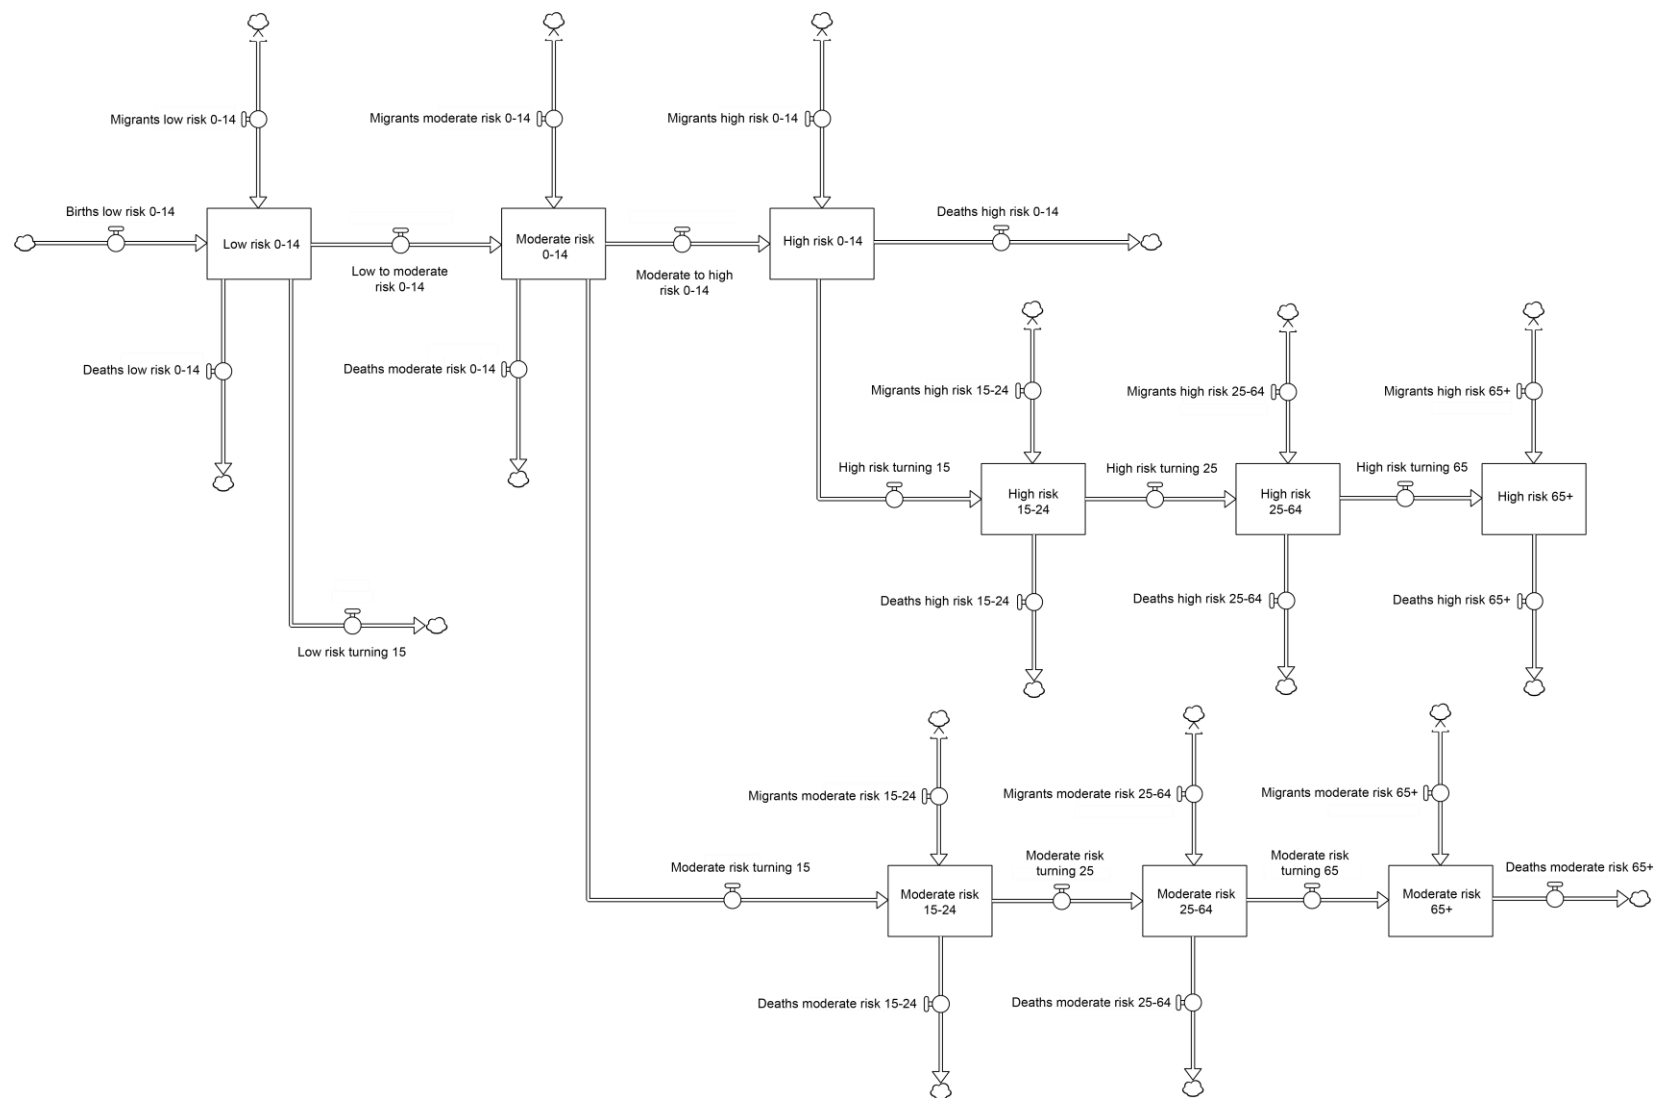 Migrants low risk 0-14
Migrants moderate risk 0-14
Migrants high risk 0-14
Births low risk 0-14
Low risk 0-14
Low to moderate
risk 0-14
Moderate risk
0-14
Moderate to high
risk 0-14
High risk 0-14
Deaths high risk 0-14
Deaths low risk 0-14
Deaths moderate risk 0-14
Migrants high risk 15-24
Migrants high risk 25-64
Migrants high risk 65+
High risk turning 15
High risk
15-24
High risk turning 25
High risk
25-64
High risk turning 65
High risk 65+
Deaths high risk 15-24
Deaths high risk 25-64
Deaths high risk 65+
Low risk turning 15
Migrants moderate risk 15-24
Migrants moderate risk 25-64
Migrants moderate risk 65+
Moderate risk turning 15
Moderate risk
15-24
Moderate risk
turning 25
Moderate risk
25-64
Moderate risk
turning 65
Moderate risk
65+
Deaths moderate risk 65+
Deaths moderate risk 15-24
Deaths moderate risk 25-64